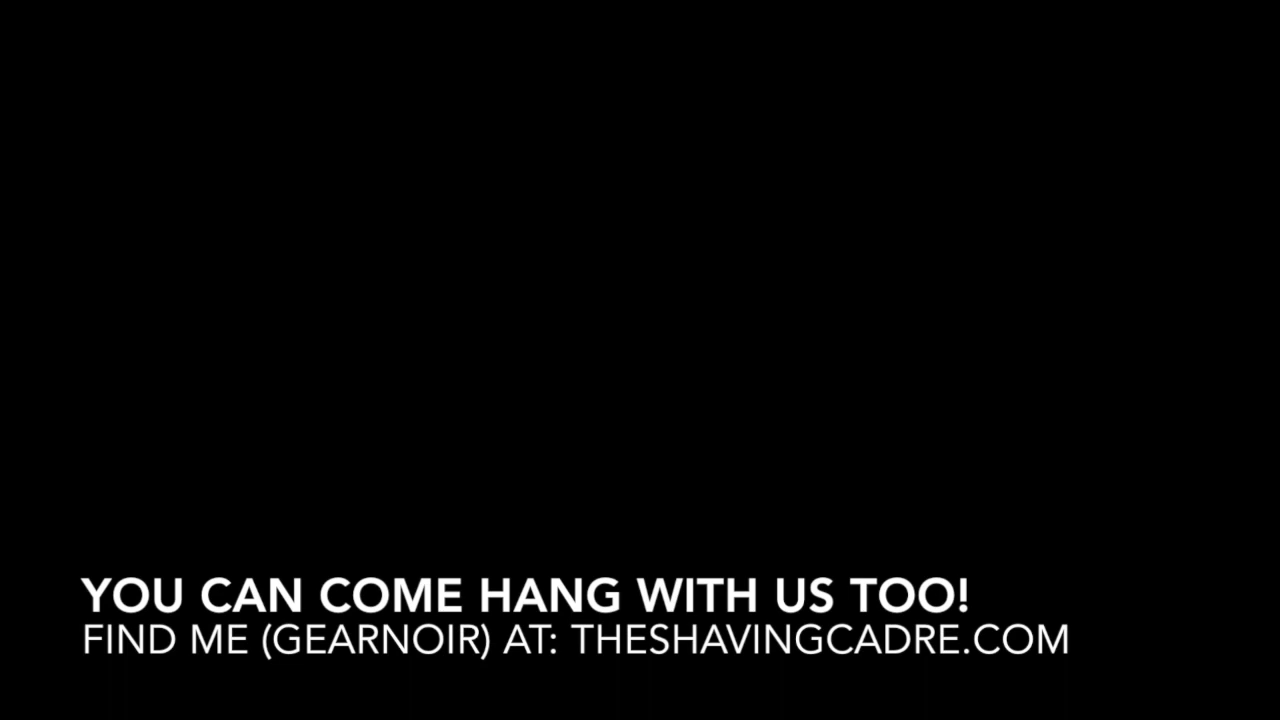 YOU CAN COME HANG WITH US TOO!
FIND ME (GEARNOIR) AT: THESHAVINGCADRE.COM